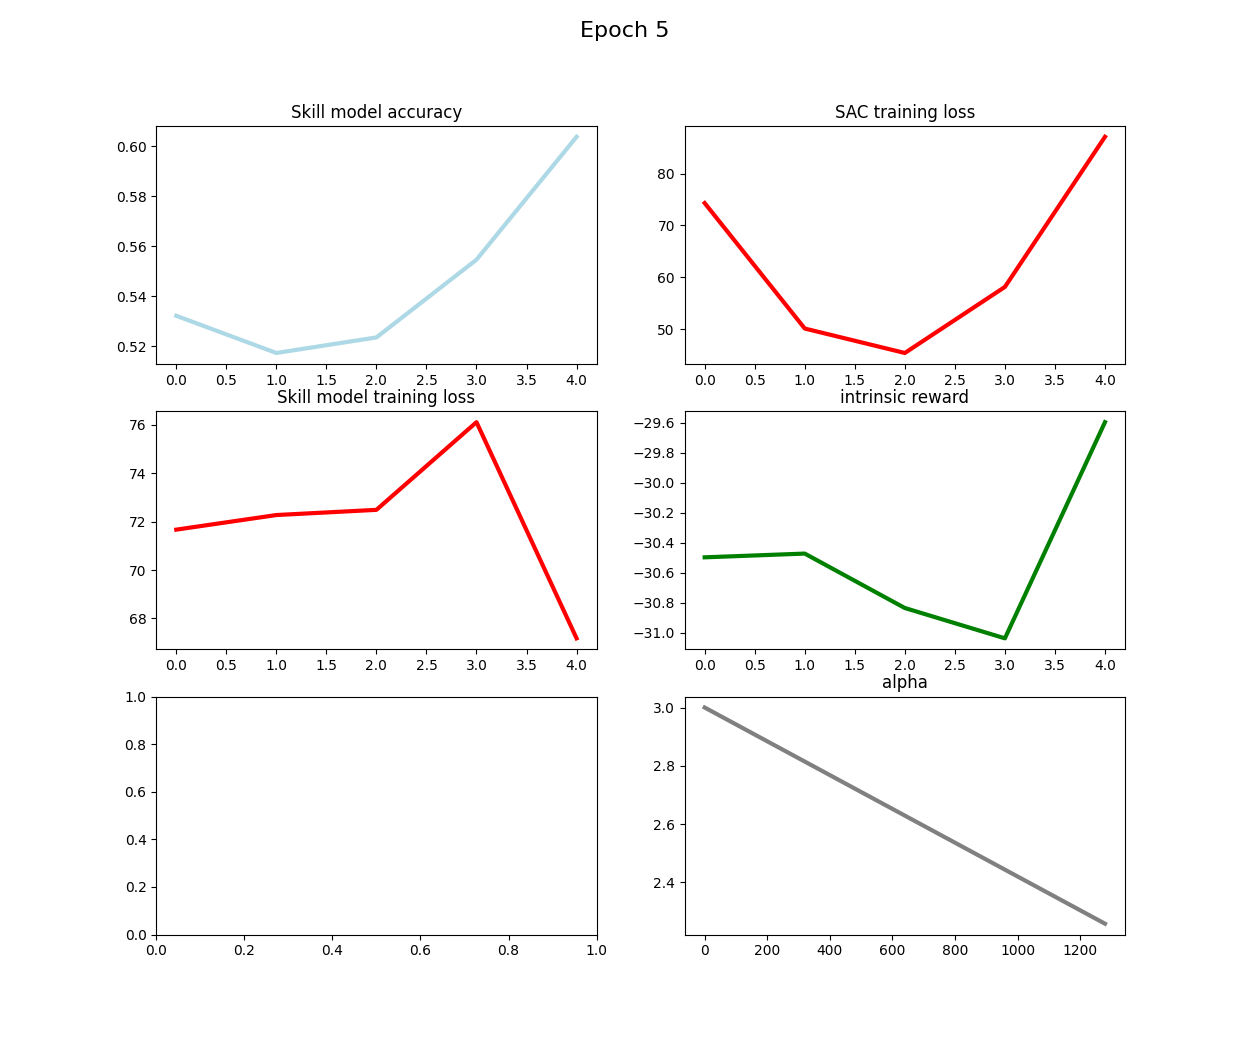 Epoch 5
Skill model accuracy
0.60
0.58
0.56
0.54
0.52
0.0 0.5 1.0 1.5 2.0 2.5 3.0 3.5 4.0
SAC training loss
80
70
60
50
0.0 0.5 1.0 1.5 2.0 2.5 3.0 3.5 4.0
Skill model training loss
76
74
72
70
68
0.0 0.5 1.0 1.5 2.0 2.5 3.0 3.5 4.0
intrinsic reward
−29.6
−29.8
−30.0
−30.2
−30.4
−30.6
−30.8
−31.0
0.0 0.5 1.0 1.5 2.0 2.5 3.0 3.5 4.0
1.0
0.8
0.6
0.4
0.2
0.0
0.0 0.2 0.4 0.6 0.8 1.0
alpha
3.0
2.8
2.6
2.4
0 200 400 600 800 1000 1200